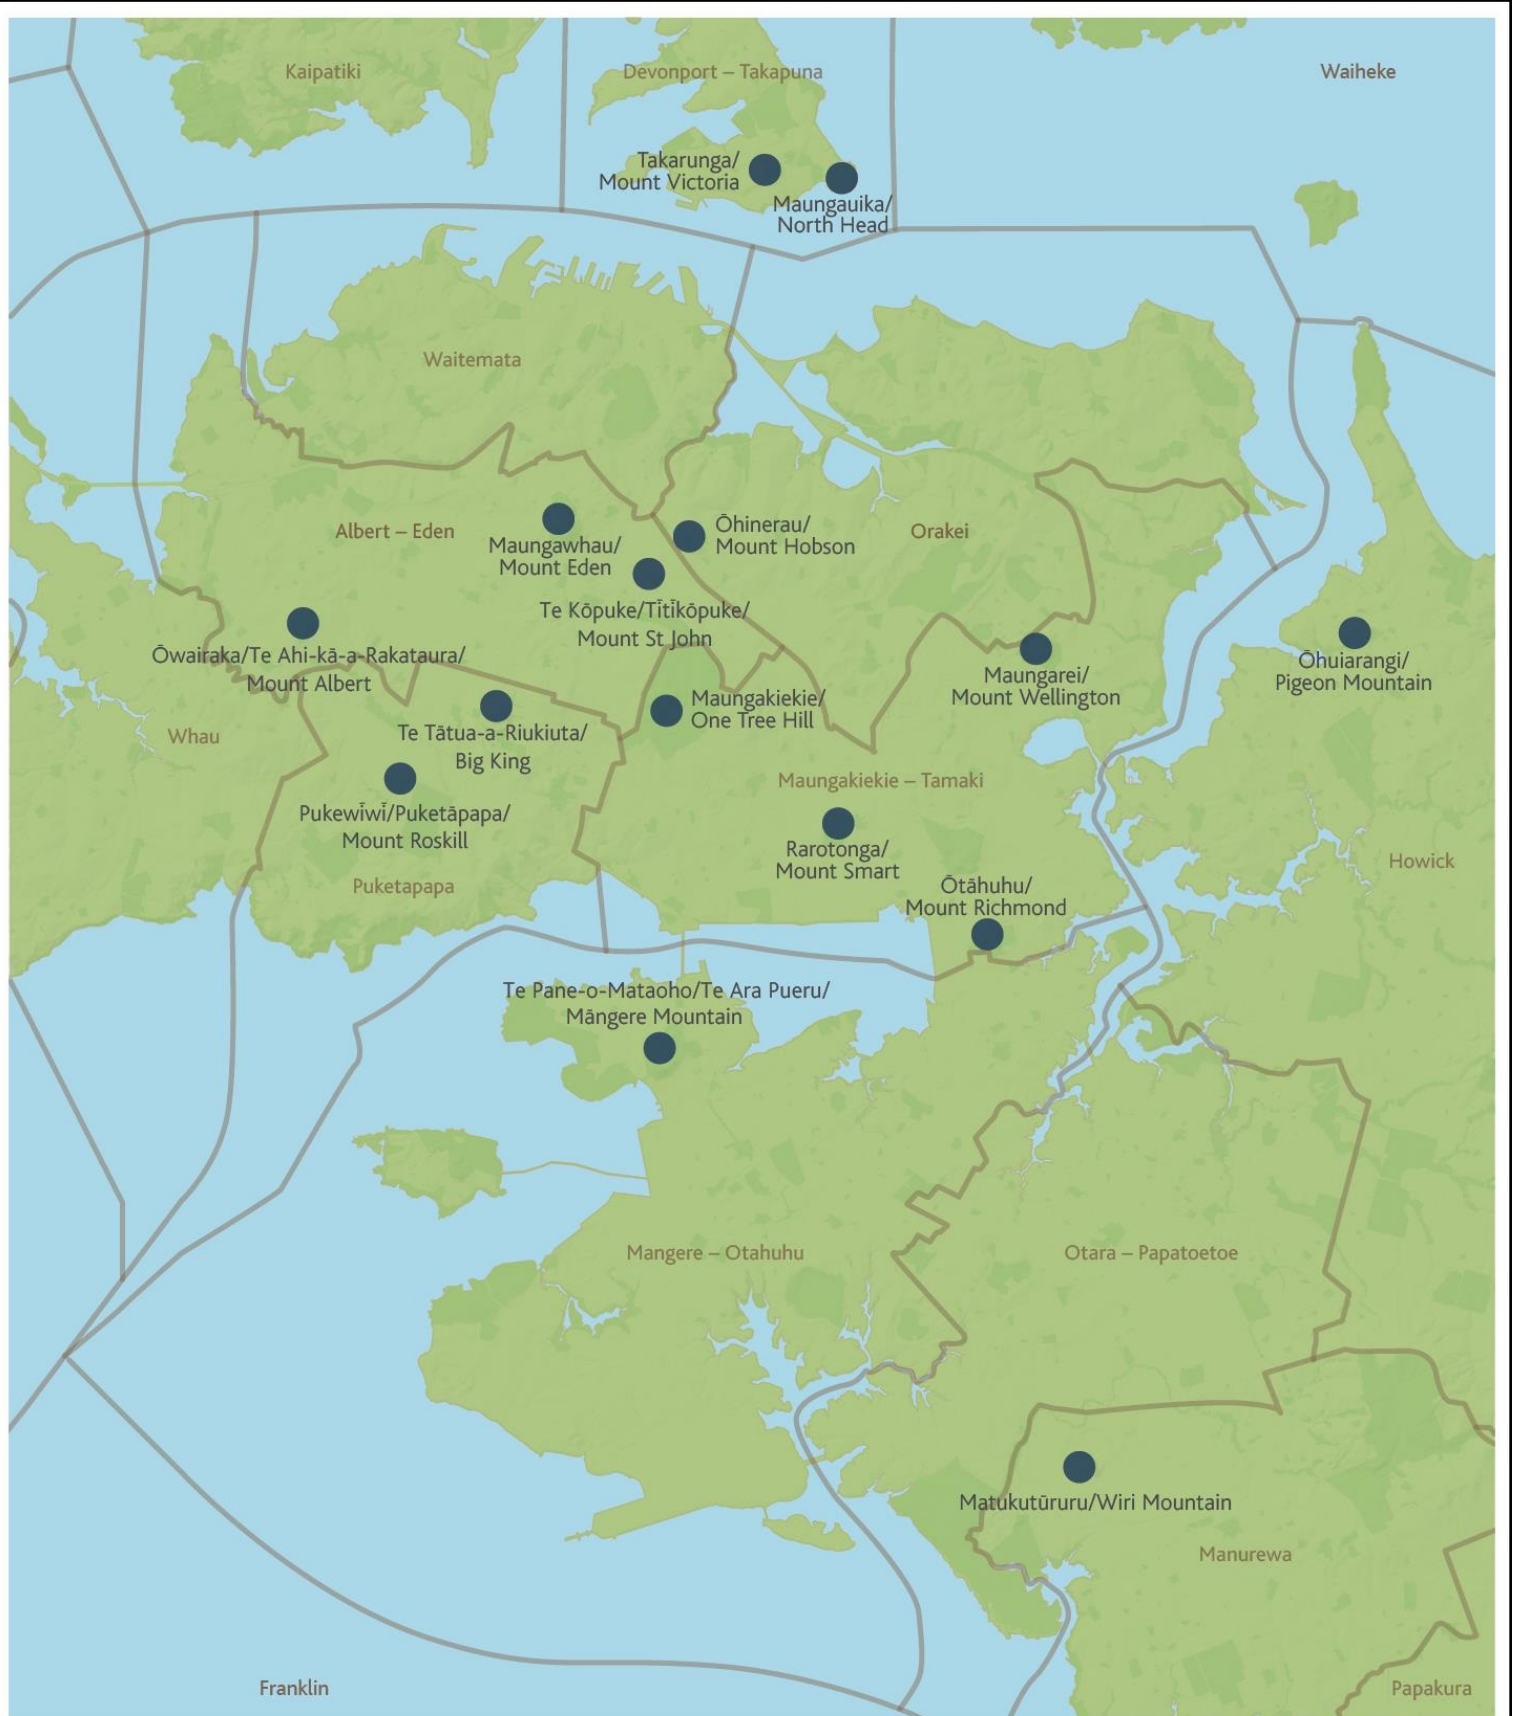 Kaipatiki
Devonport – Takapuna
Waiheke
Takarunga/
Mount Victoria
Maungauika/
North Head
Waitemata
Albert – Eden
Maungawhau/
Mount Eden
Ōhinerau/
Mount Hobson
Orakei
Te Kōpuke/Tītīkōpuke/
Mount St John
Ōwairaka/Te Ahi-kā-a-Rakataura/
Mount Albert
Maungarei/
Mount Wellington
Ōhuiarangi/
Pigeon Mountain
Whau
Te Tātua-a-Riukiuta/
Big King
Maungakiekie/
One Tree Hill
Maungakiekie – Tamaki
Pukewīwī/Puketāpapa/
Mount Roskill
Rarotonga/
Mount Smart
Howick
Puketapapa
Ōtāhuhu/
Mount Richmond
Te Pane-o-Mataoho/Te Ara Pueru/
Māngere Mountain
Mangere – Otahuhu
Otara – Papatoetoe
Matukutūruru/Wiri Mountain
Manurewa
Franklin
Papakura